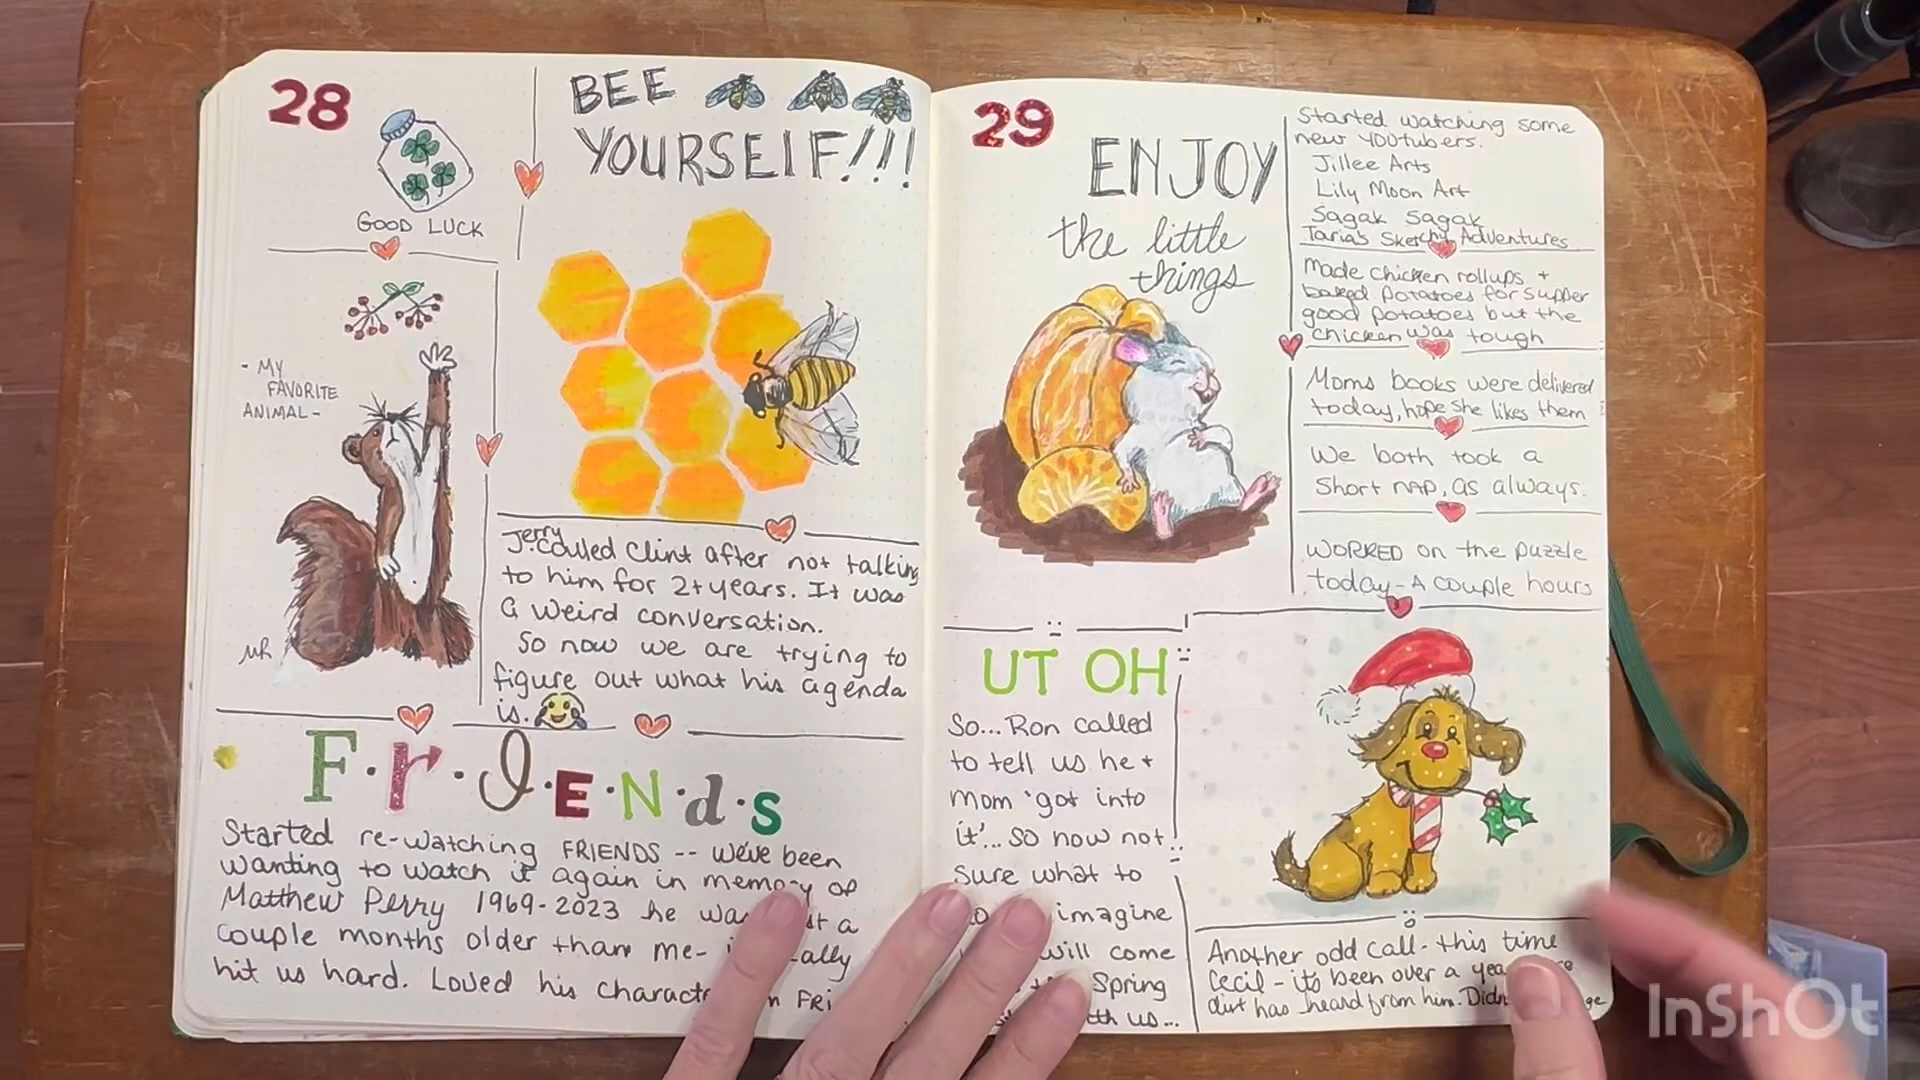 28
GOOD LUCK
BEE
YOURSELF!!!
- MY
FAVORITE
ANIMAL -
MR
Jerry
called Clint after not talking
to him for 2+ years. It was
a weird conversation.
So now we are trying to
figure out what his agenda
is.
F.r.I.E.N.d.s
Started re-watching FRIENDS -- we've been
wanting to watch it again in memory of
Matthew Perry 1969-2023 he was a
couple months older than me-
hit us hard. Loved his
29
ENJOY
the little
things
Started watching some
new YOUtubers.
Jillee Arts
Lily Moon Art
Sagak Sagak
Taria's Sketchy Adventures
Made chicken rollups +
baked potatoes for supper
good potatoes but the
chicken was tough
Moms books were delivered
today, hope she likes them
We both took a
Short NAP, as always.
WORKED on the puzzle
today - A couple hours
UT OH
So... Ron called
to tell us he +
mom 'got into
it'... so now not
sure what to
imagine
will come
Spring
us...
Another odd call - this time
Cecil - its been over a
has heard from him.
InShOt